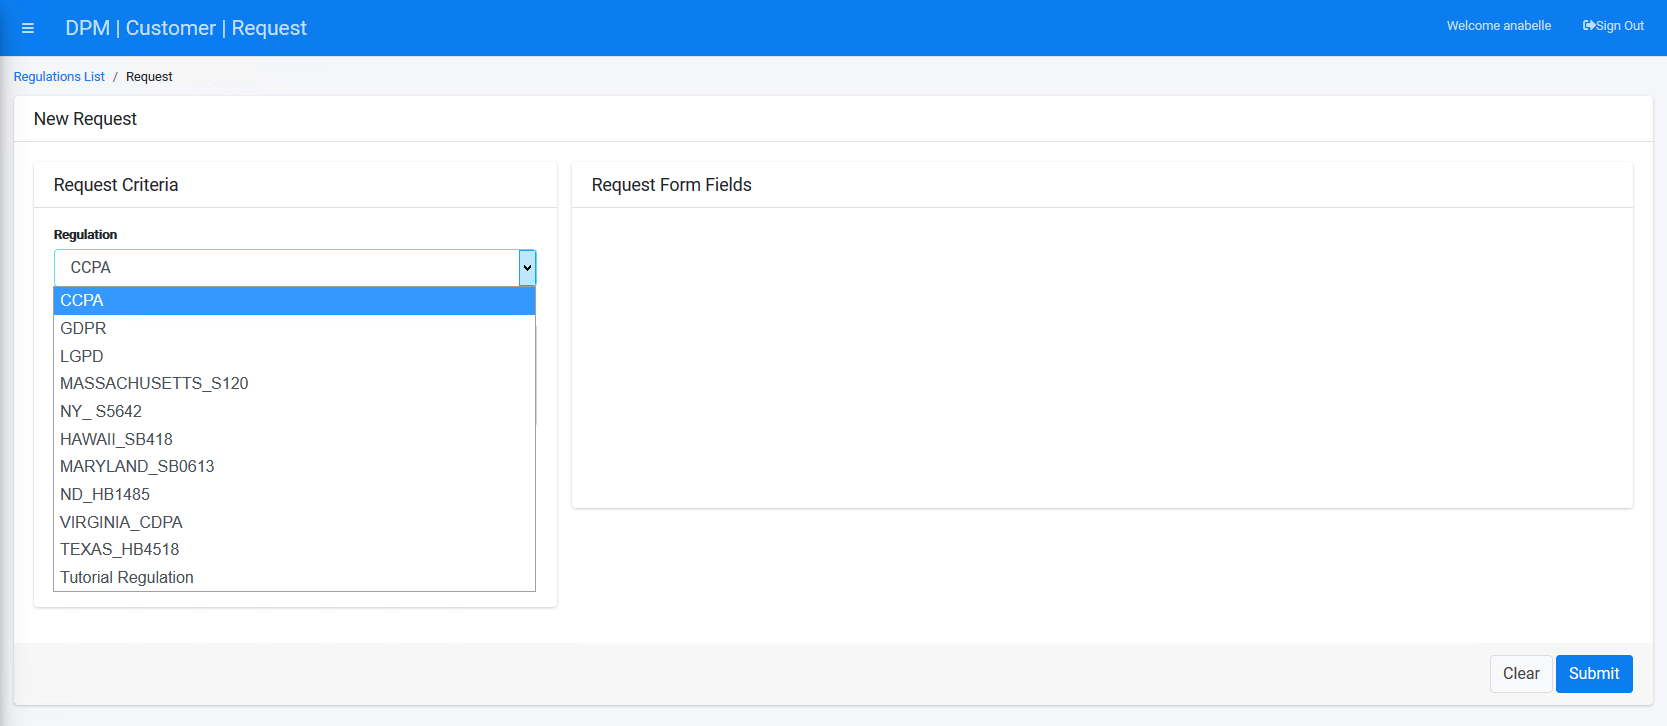 DPM | Customer | Request
Welcome anabelle
Sign Out
Regulations List / Request
New Request
Request Criteria
Request Form Fields
Regulation
CCPA
CCPA
GDPR
LGPD
MASSACHUSETTS_S120
NY_ S5642
HAWAII_SB418
MARYLAND_SB0613
ND_HB1485
VIRGINIA_CDPA
TEXAS_HB4518
Tutorial Regulation
Clear
Submit